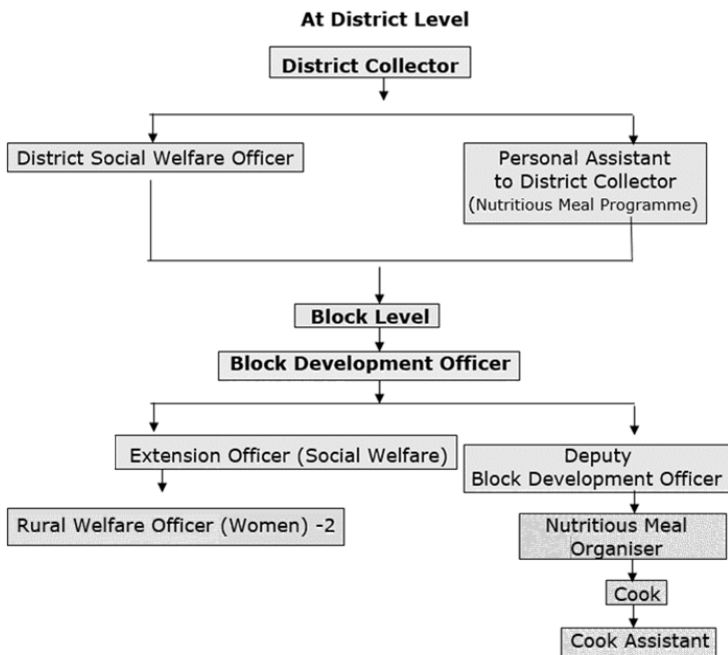 At District Level
District Collector
District Social Welfare Officer
Personal Assistant
to District Collector
(Nutritious Meal Programme)
Block Level
Block Development Officer
Extension Officer (Social Welfare)
Deputy
Block Development Officer
Rural Welfare Officer (Women) -2
Nutritious Meal
Organiser
Cook
Cook Assistant